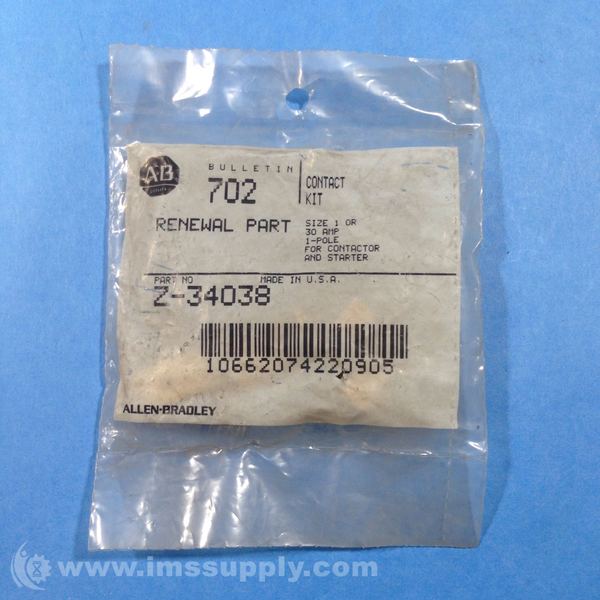 AB
BULLETIN
702
CONTACT
KIT
RENEWAL PART
SIZE 1 OR
30 AMP
1-POLE
FOR CONTACTOR
AND STARTER
PART NO
MADE IN U.S.A.
Z-34038
10662074220905
ALLEN-BRADLEY
www.imssupply.com